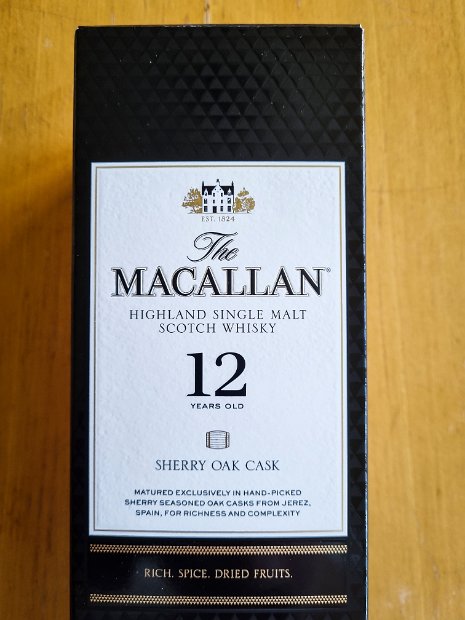 EST. 1824
The
MACALLAN®
HIGHLAND SINGLE MALT
SCOTCH WHISKY
12
YEARS OLD
SHERRY OAK CASK
MATURED EXCLUSIVELY IN HAND-PICKED
SHERRY SEASONED OAK CASKS FROM JEREZ,
SPAIN, FOR RICHNESS AND COMPLEXITY
RICH. SPICE. DRIED FRUITS.